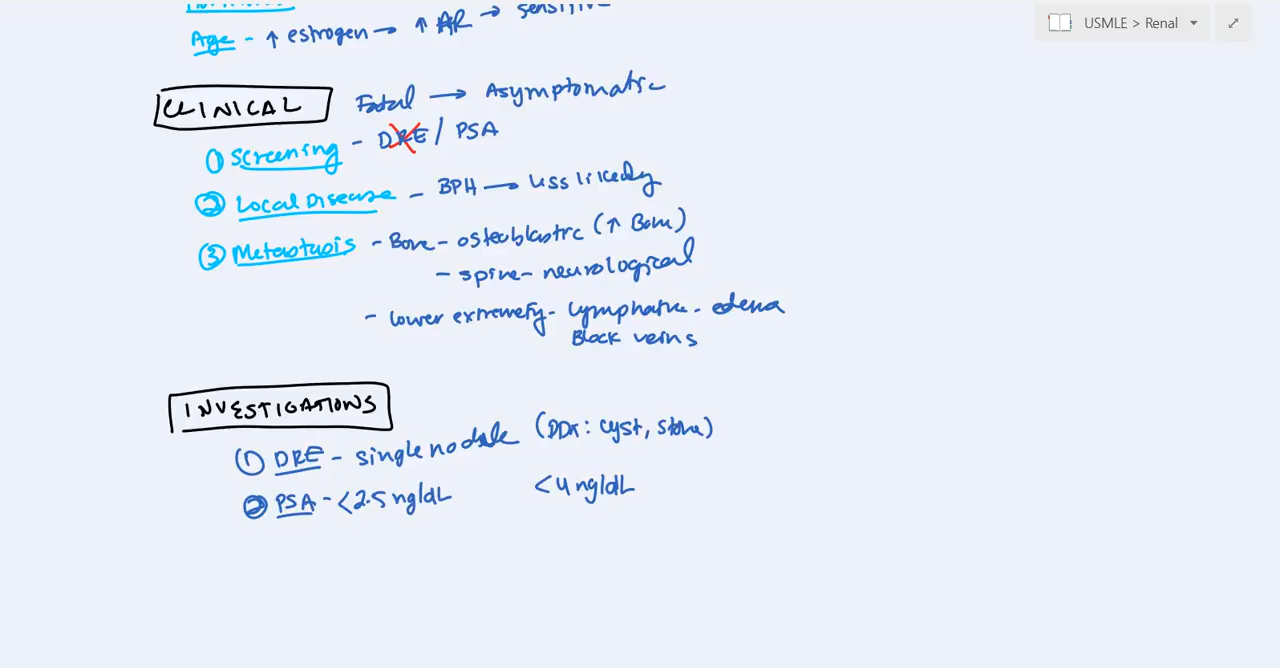 sensitive
USMLE > Renal
Age - ↑ estrogen → ↑ AR →
CLINICAL
Fatal → Asymptomatic
① Screening - DRE / PSA
② Local Disease - BPH → less likely
③ Metastasis - Bone - osteoblastic (↑ Bone)
- spine - neurological
- lower extremety - lymphatic - edema
Block veins
INVESTIGATIONS
① DRE - single nodule (DDx: cyst, stone)
② PSA - <2.5 ng/dL <4 ng/dL